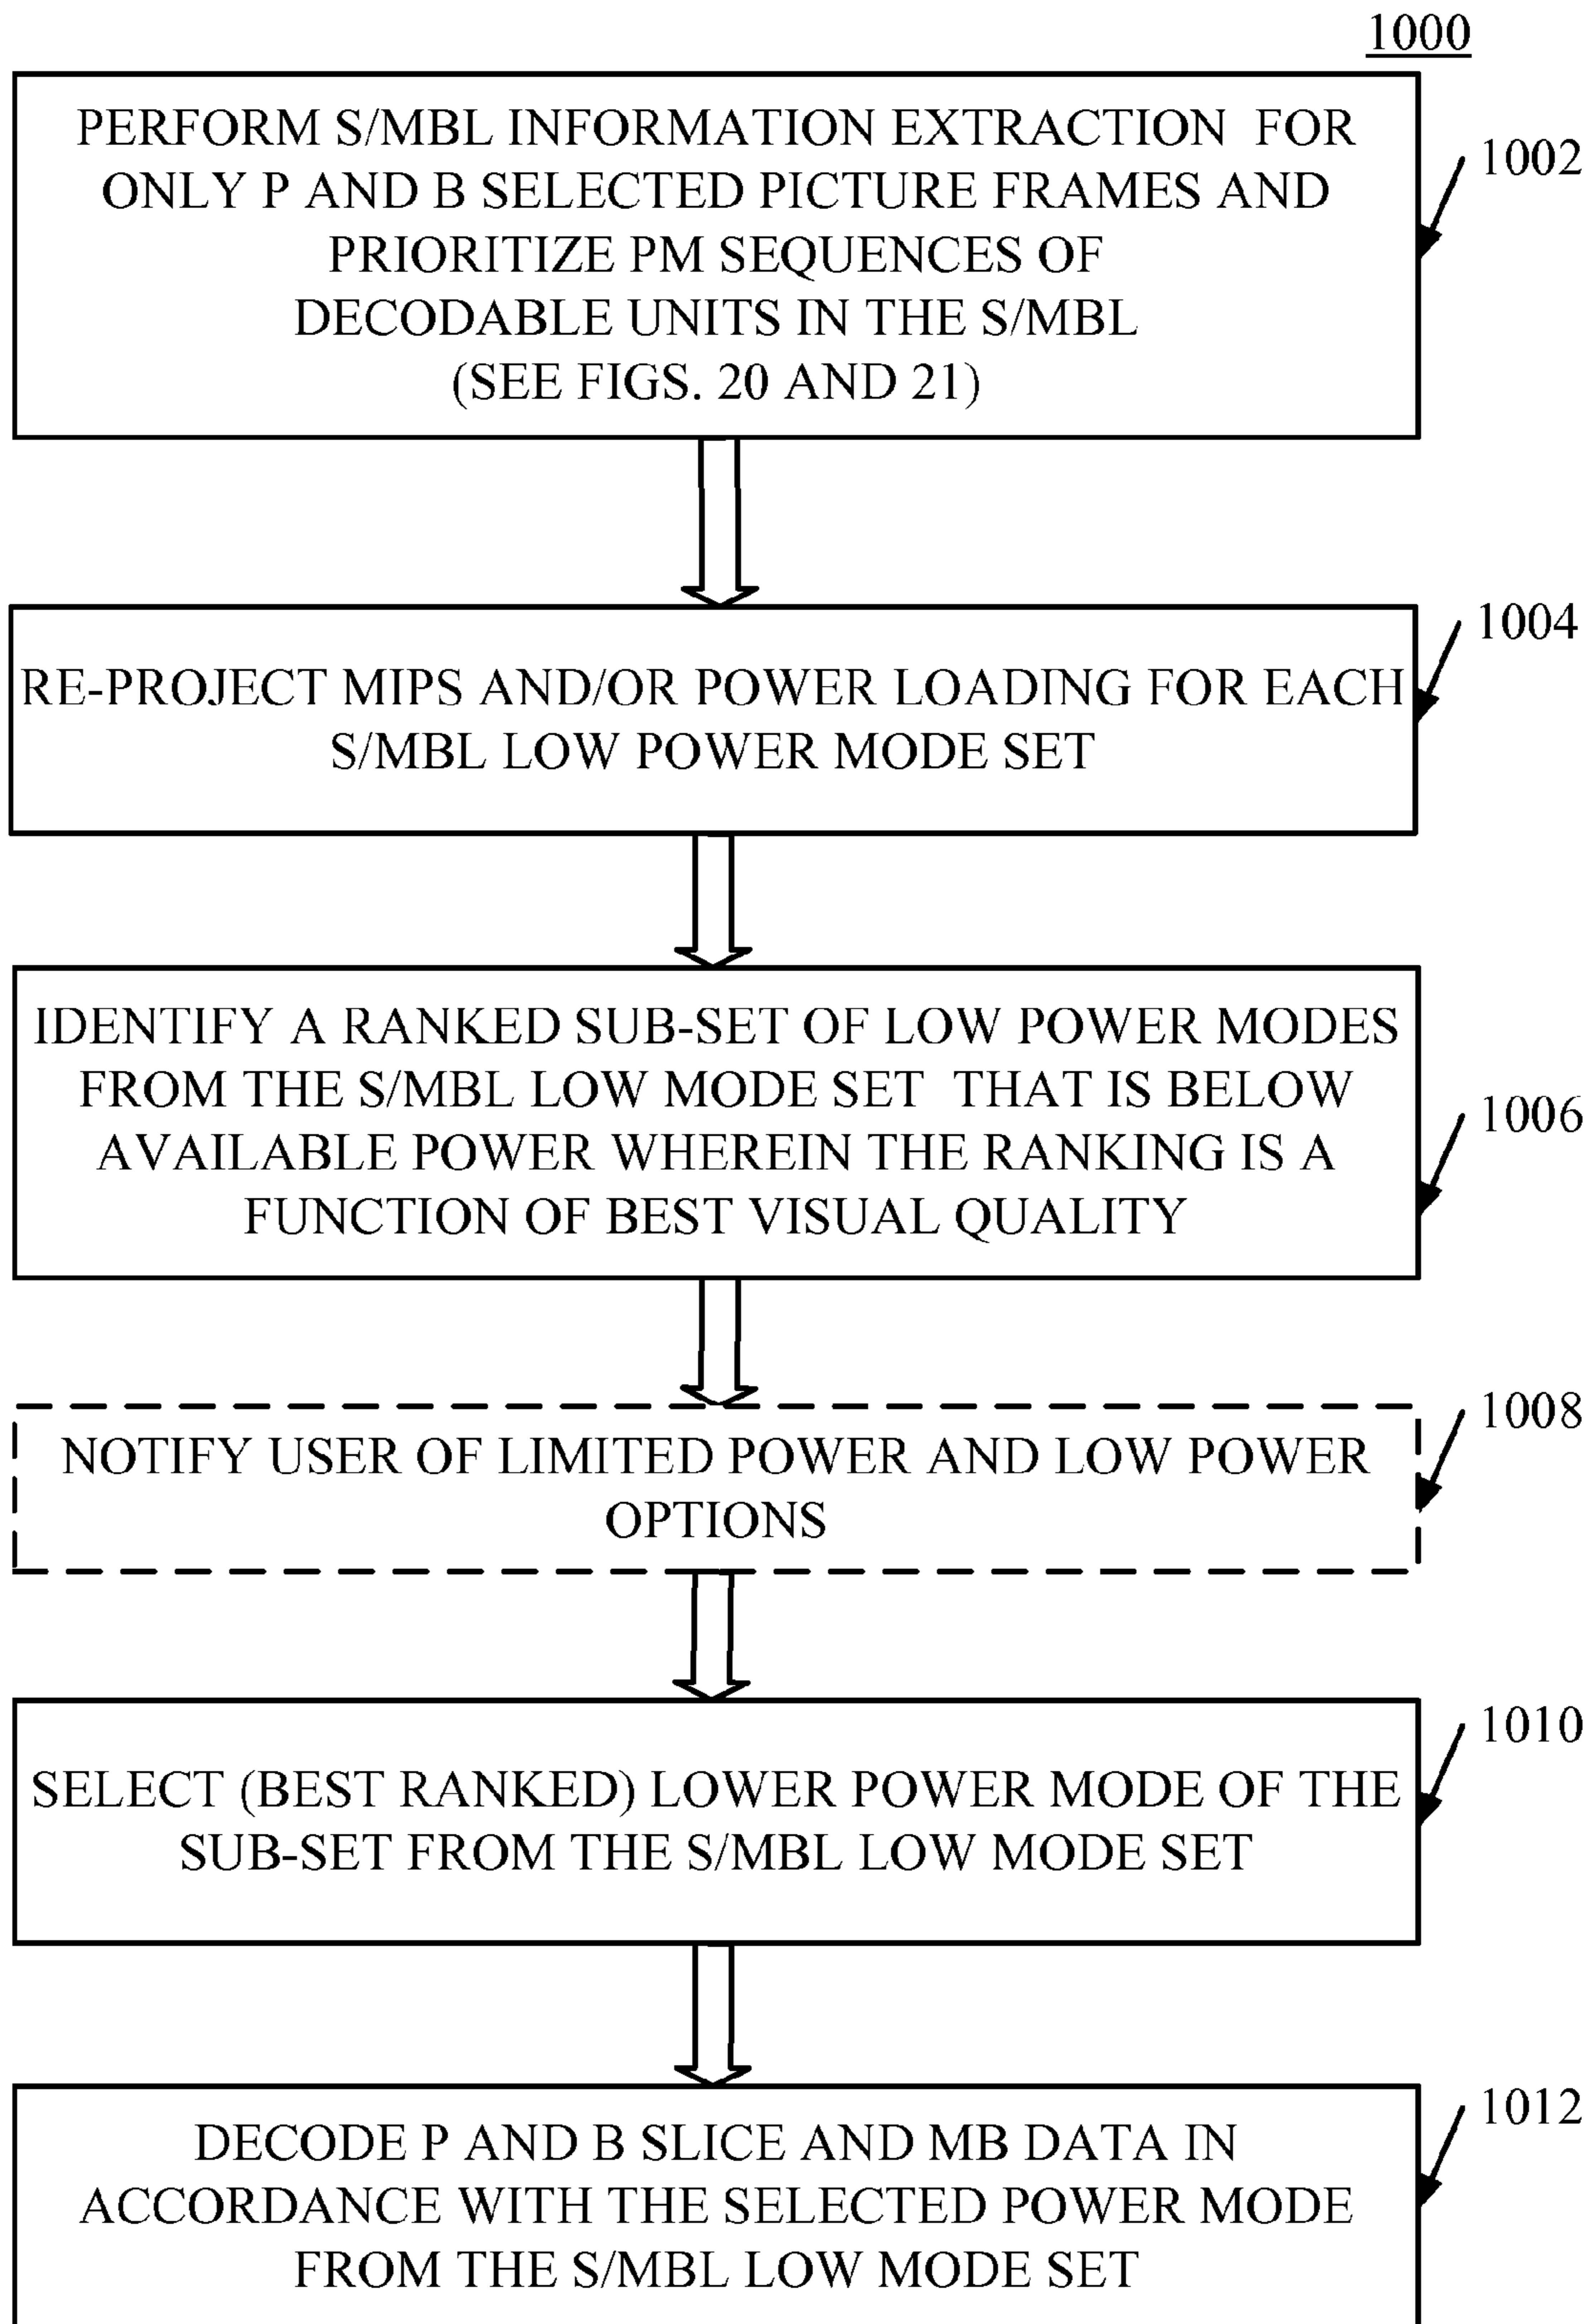 1000
PERFORM S/MBL INFORMATION EXTRACTION FOR
ONLY P AND B SELECTED PICTURE FRAMES AND
PRIORITIZE PM SEQUENCES OF
DECODABLE UNITS IN THE S/MBL
(SEE FIGS. 20 AND 21)
1002
RE-PROJECT MIPS AND/OR POWER LOADING FOR EACH
S/MBL LOW POWER MODE SET
1004
IDENTIFY A RANKED SUB-SET OF LOW POWER MODES
FROM THE S/MBL LOW MODE SET THAT IS BELOW
AVAILABLE POWER WHEREIN THE RANKING IS A
FUNCTION OF BEST VISUAL QUALITY
1006
NOTIFY USER OF LIMITED POWER AND LOW POWER
OPTIONS
1008
SELECT (BEST RANKED) LOWER POWER MODE OF THE
SUB-SET FROM THE S/MBL LOW MODE SET
1010
DECODE P AND B SLICE AND MB DATA IN
ACCORDANCE WITH THE SELECTED POWER MODE
FROM THE S/MBL LOW MODE SET
1012